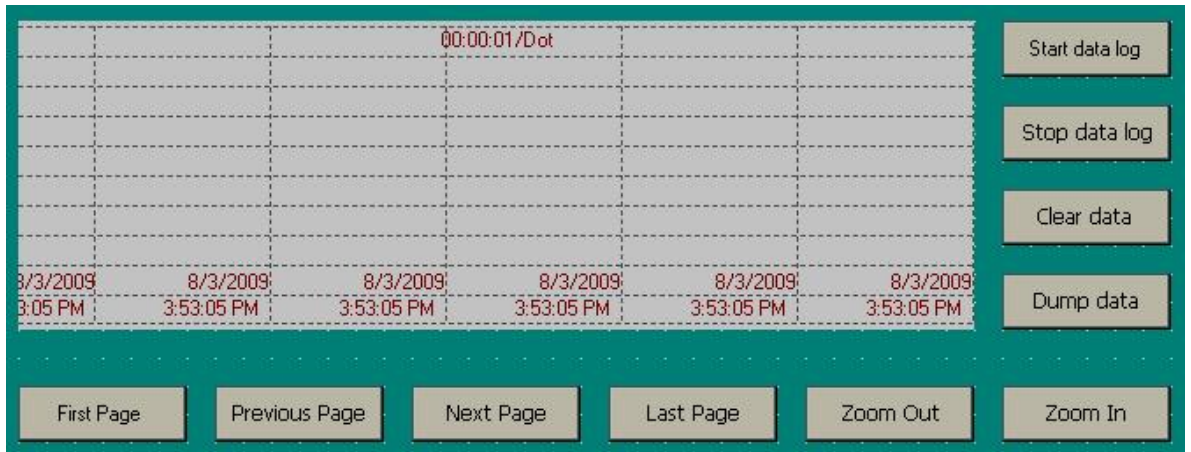 00:00:01/Dot
8/3/2009 8/3/2009 8/3/2009 8/3/2009 8/3/2009
3:05 PM 3:53:05 PM 3:53:05 PM 3:53:05 PM 3:53:05 PM 3:53:05 PM
Start data log
Stop data log
Clear data
Dump data
First Page Previous Page Next Page Last Page Zoom Out Zoom In